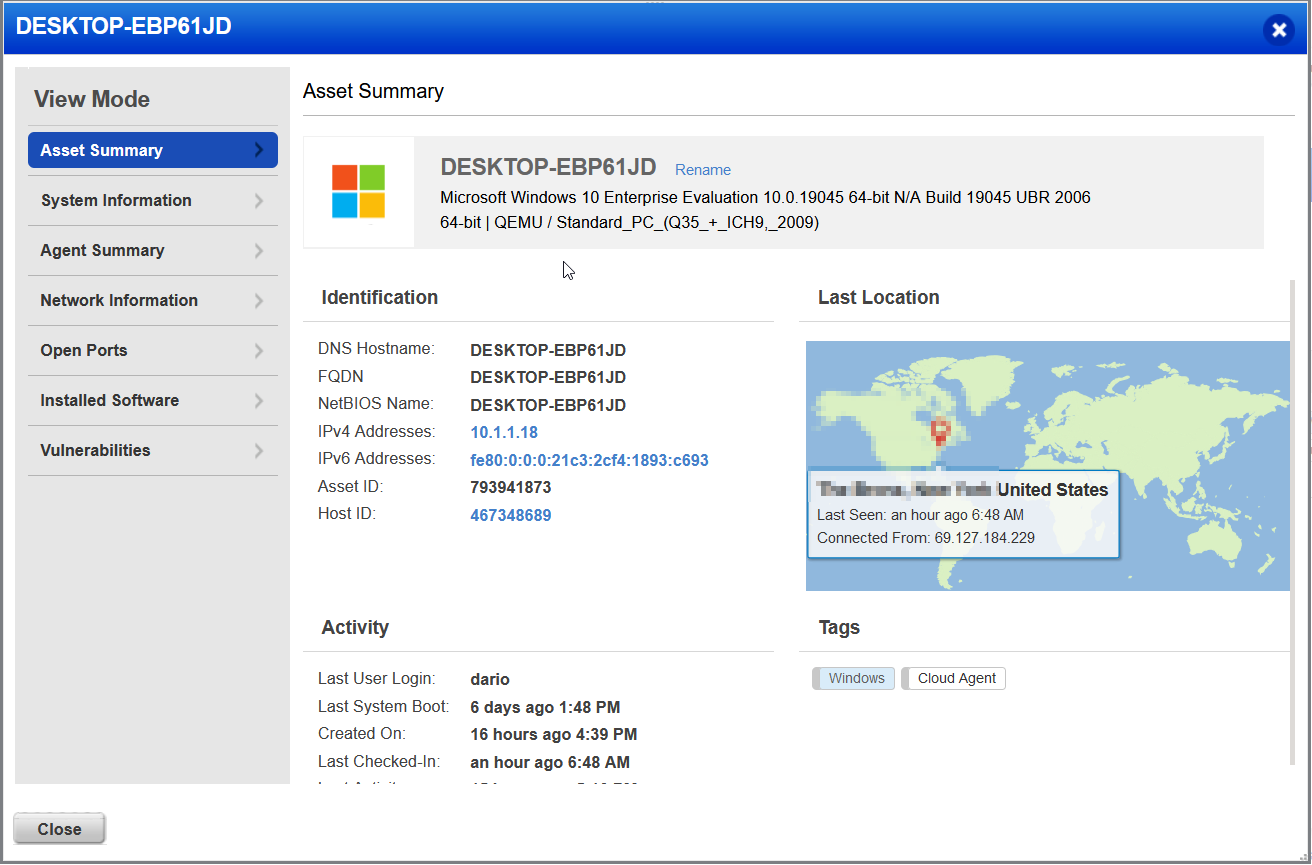 DESKTOP-EBP61JD
View Mode
Asset Summary
System Information
Agent Summary
Network Information
Open Ports
Installed Software
Vulnerabilities
Asset Summary
DESKTOP-EBP61JD Rename
Microsoft Windows 10 Enterprise Evaluation 10.0.19045 64-bit N/A Build 19045 UBR 2006
64-bit | QEMU / Standard_PC_(Q35_+_ICH9,_2009)
Identification
DNS Hostname: DESKTOP-EBP61JD
FQDN DESKTOP-EBP61JD
NetBIOS Name: DESKTOP-EBP61JD
IPv4 Addresses: 10.1.1.18
IPv6 Addresses: fe80:0:0:0:21c3:2cf4:1893:c693
Asset ID: 793941873
Host ID: 467348689
Last Location
United States
Last Seen: an hour ago 6:48 AM
Connected From: 69.127.184.229
Activity
Last User Login: dario
Last System Boot: 6 days ago 1:48 PM
Created On: 16 hours ago 4:39 PM
Last Checked-In: an hour ago 6:48 AM
Tags
Windows Cloud Agent
Close